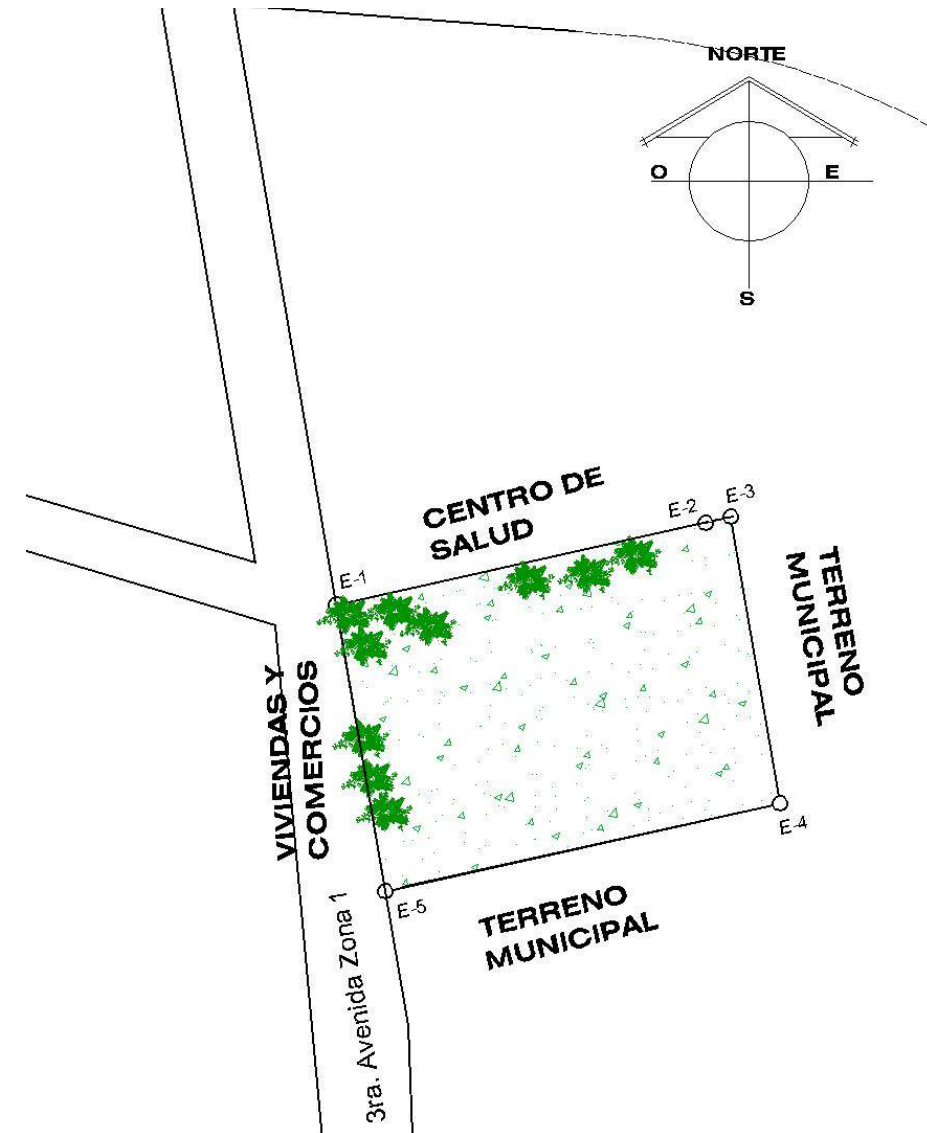 NORTE
O
E
S
CENTRO DE
SALUD
E-2
E-3
E-1
TERRENO
MUNICIPAL
VIVIENDAS Y
COMERCIOS
E-4
E-5
TERRENO
MUNICIPAL
3ra. Avenida Zona 1